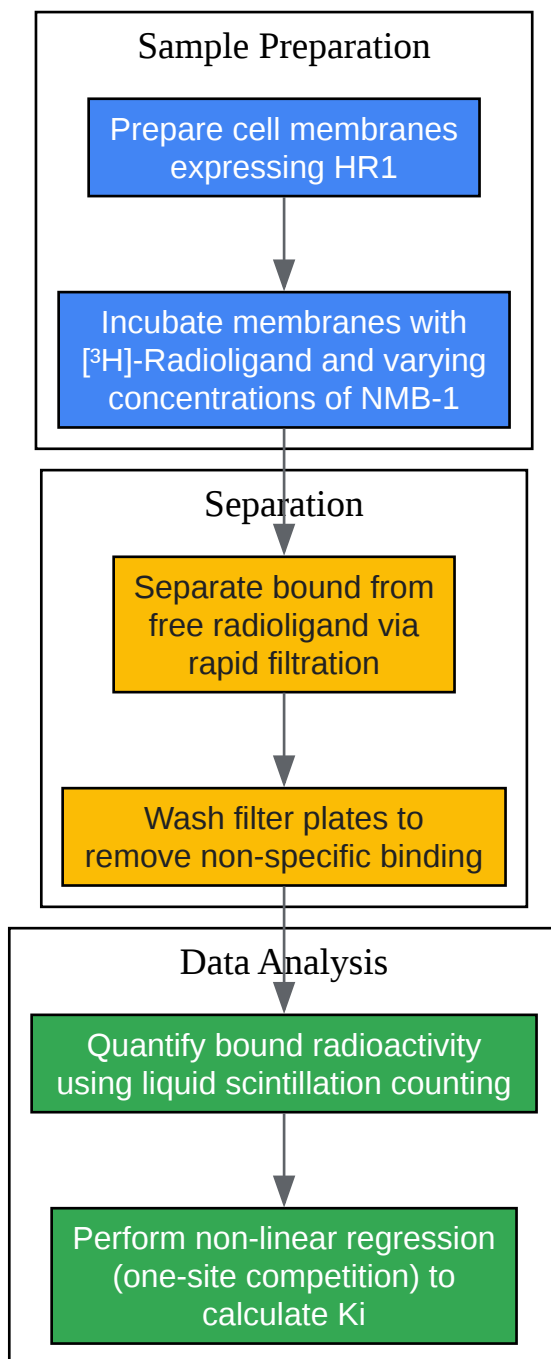 Sample Preparation
Prepare cell membranes
expressing HR1
Incubate membranes with
[³H]-Radioligand and varying
concentrations of NMB-1
Separation
Separate bound from
free radioligand via
rapid filtration
Wash filter plates to
remove non-specific binding
Data Analysis
Quantify bound radioactivity
using liquid scintillation counting
Perform non-linear regression
(one-site competition) to
calculate Ki